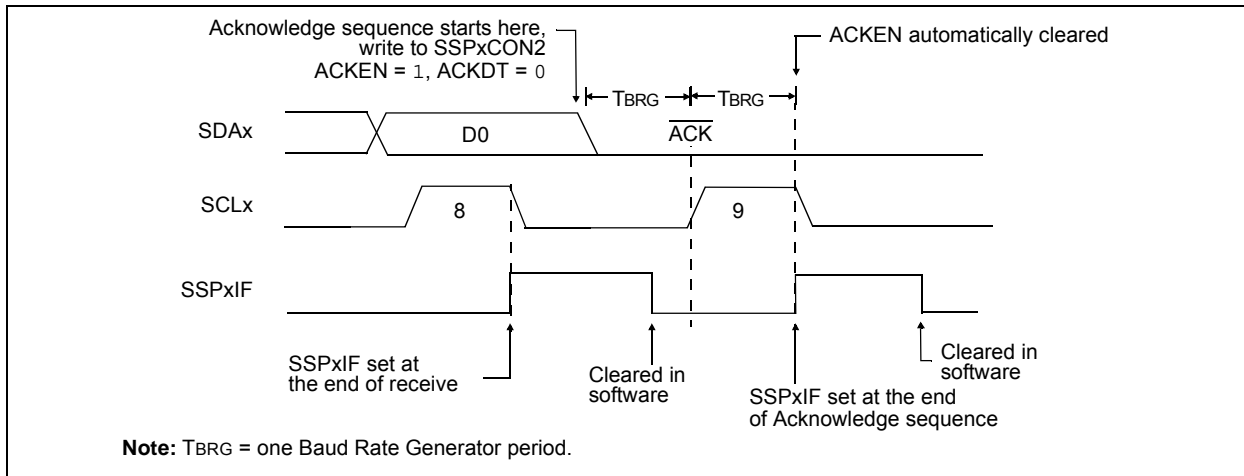 Acknowledge sequence starts here,
write to SSPxCON2
ACKEN = 1, ACKDT = 0
ACKEN automatically cleared
TBRG
TBRG
SDAx
D0
ACK
SCLx
8
9
SSPxIF
SSPxIF set at
the end of receive
Cleared in
software
SSPxIF set at the end
of Acknowledge sequence
Cleared in
software
Note: TBRG = one Baud Rate Generator period.